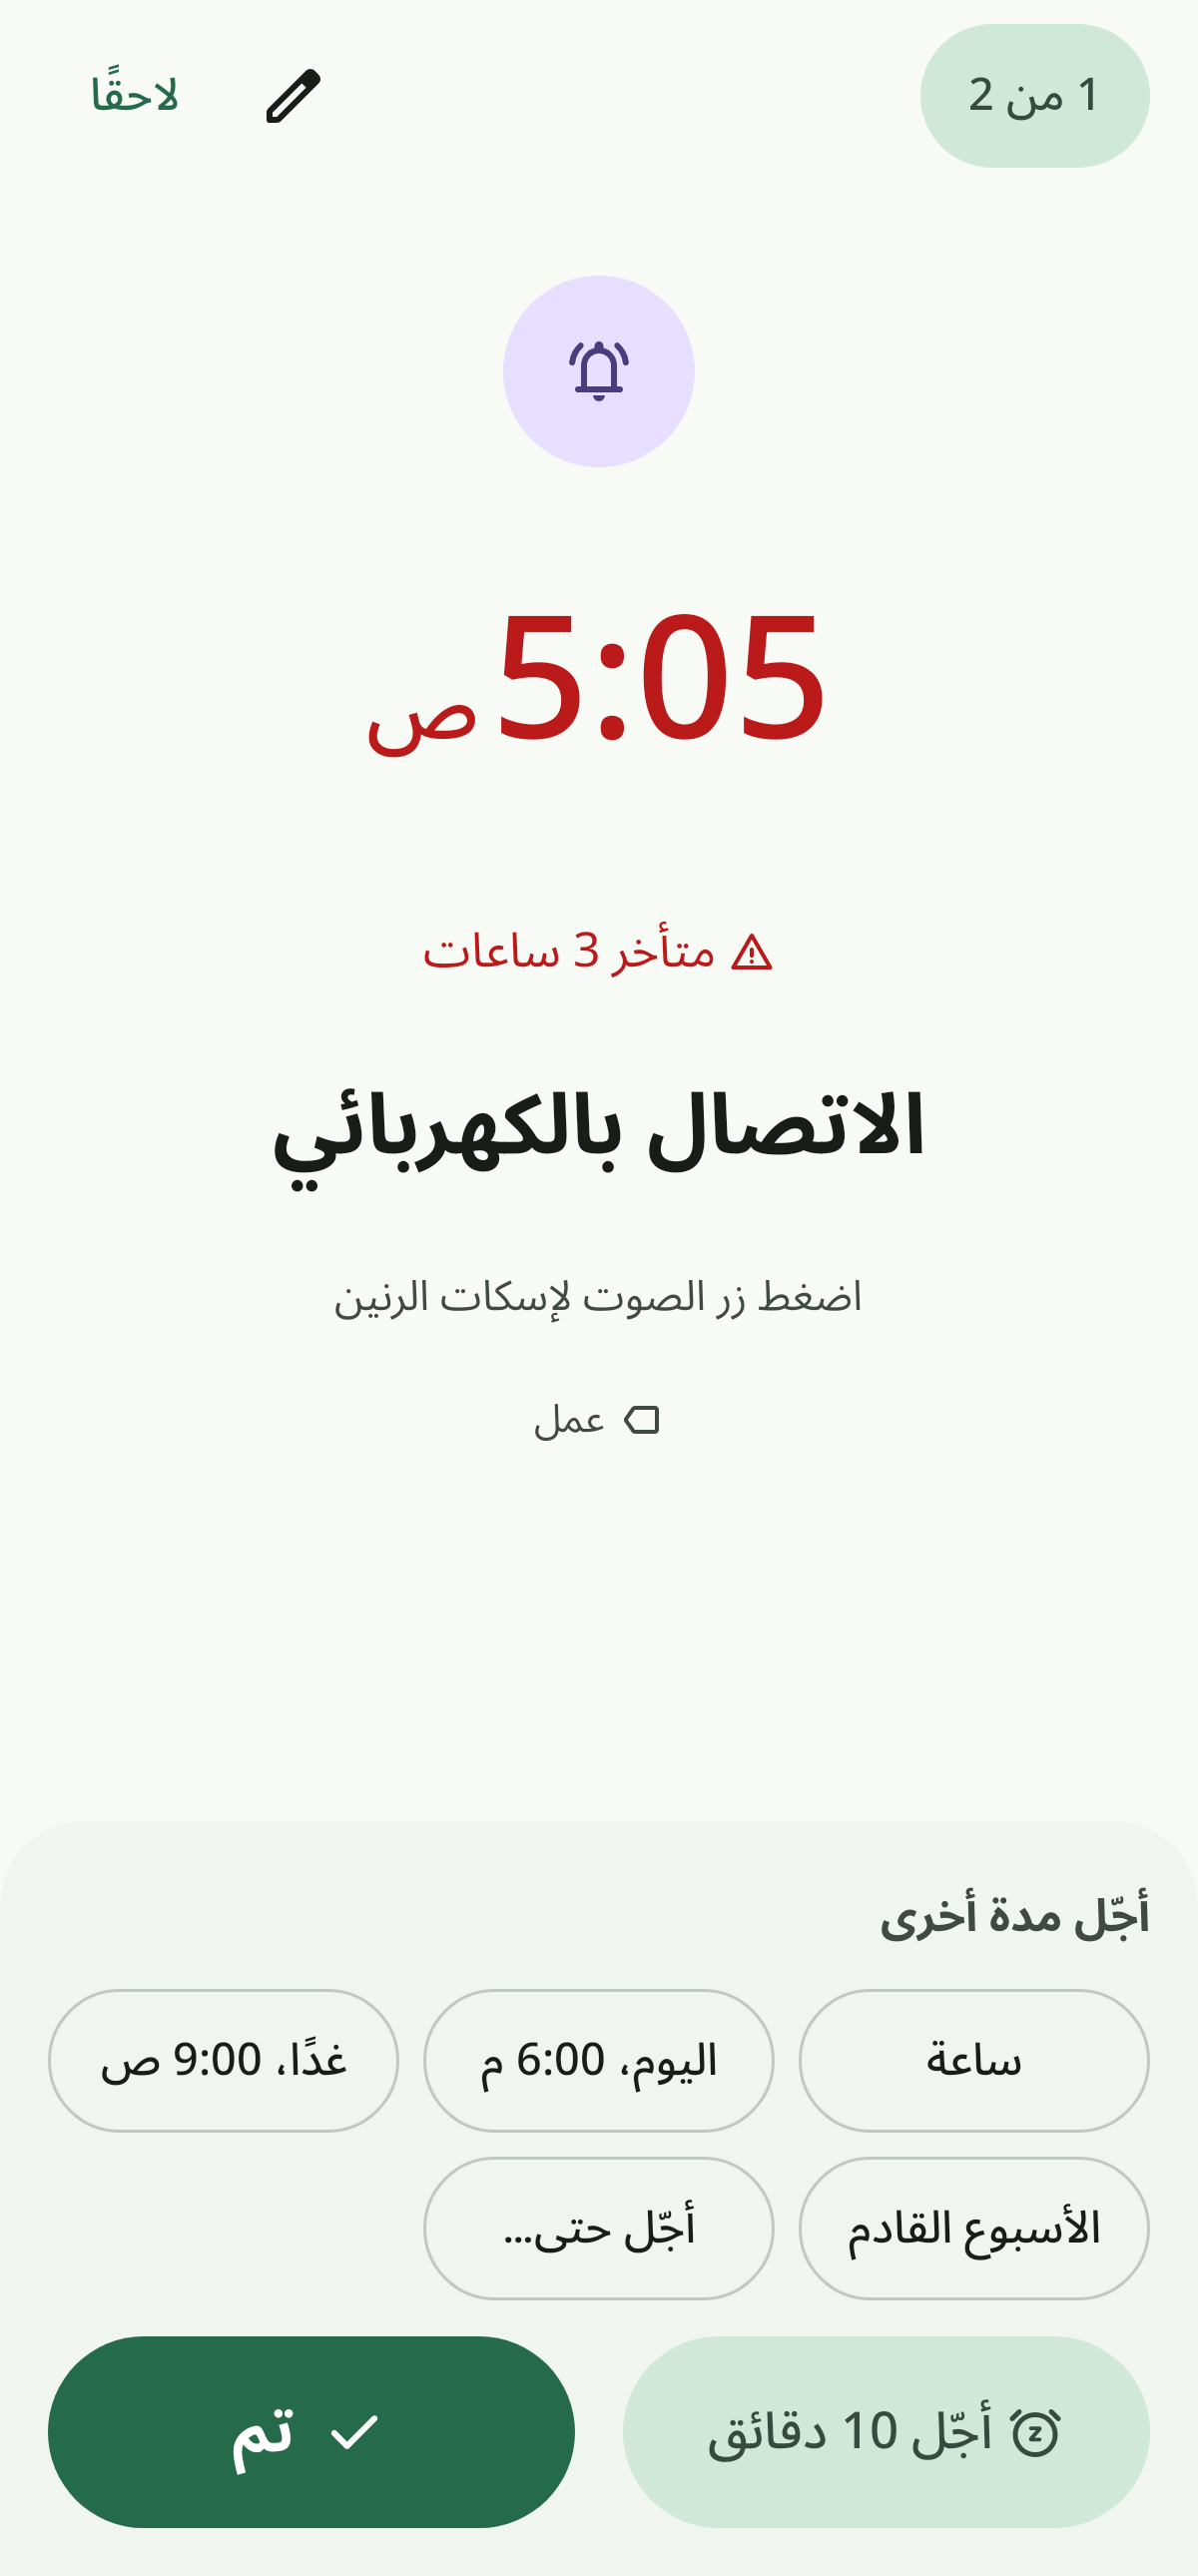 1 من 2
لاحقًا
5:05 ص
متأخر 3 ساعات
الاتصال بالكهربائي
اضغط زر الصوت لإسكات الرنين
عمل
أجّل مدة أخرى
ساعة
اليوم، 6:00 م
غدًا، 9:00 ص
الأسبوع القادم
أجّل حتى...
أجّل 10 دقائق
تم